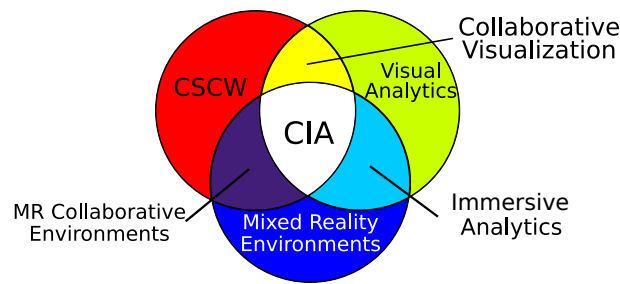 Collaborative
Visualization
CSCW
Visual
Analytics
CIA
MR Collaborative
Environments
Mixed Reality
Environments
Immersive
Analytics